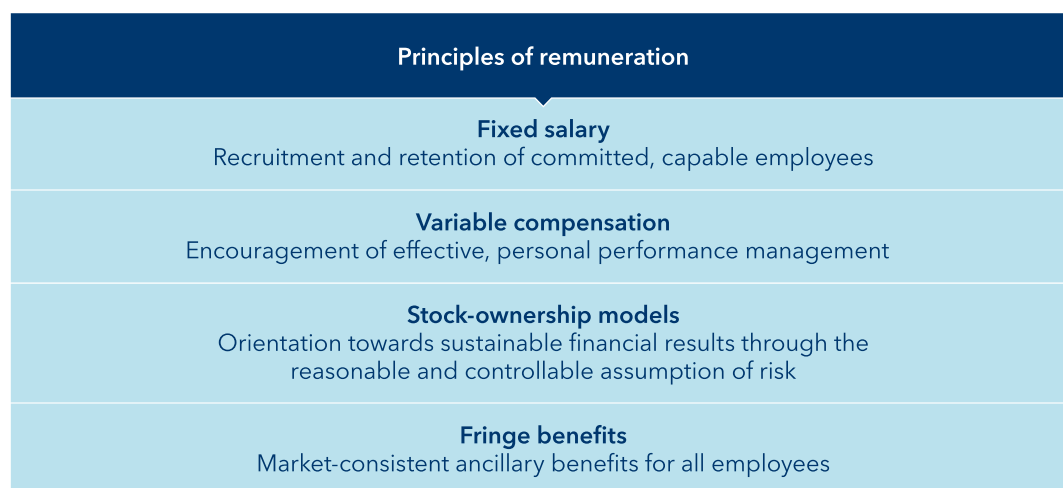 Principles of remuneration
Fixed salary
Recruitment and retention of committed, capable employees
Variable compensation
Encouragement of effective, personal performance management
Stock-ownership models
Orientation towards sustainable financial results through the
reasonable and controllable assumption of risk
Fringe benefits
Market-consistent ancillary benefits for all employees